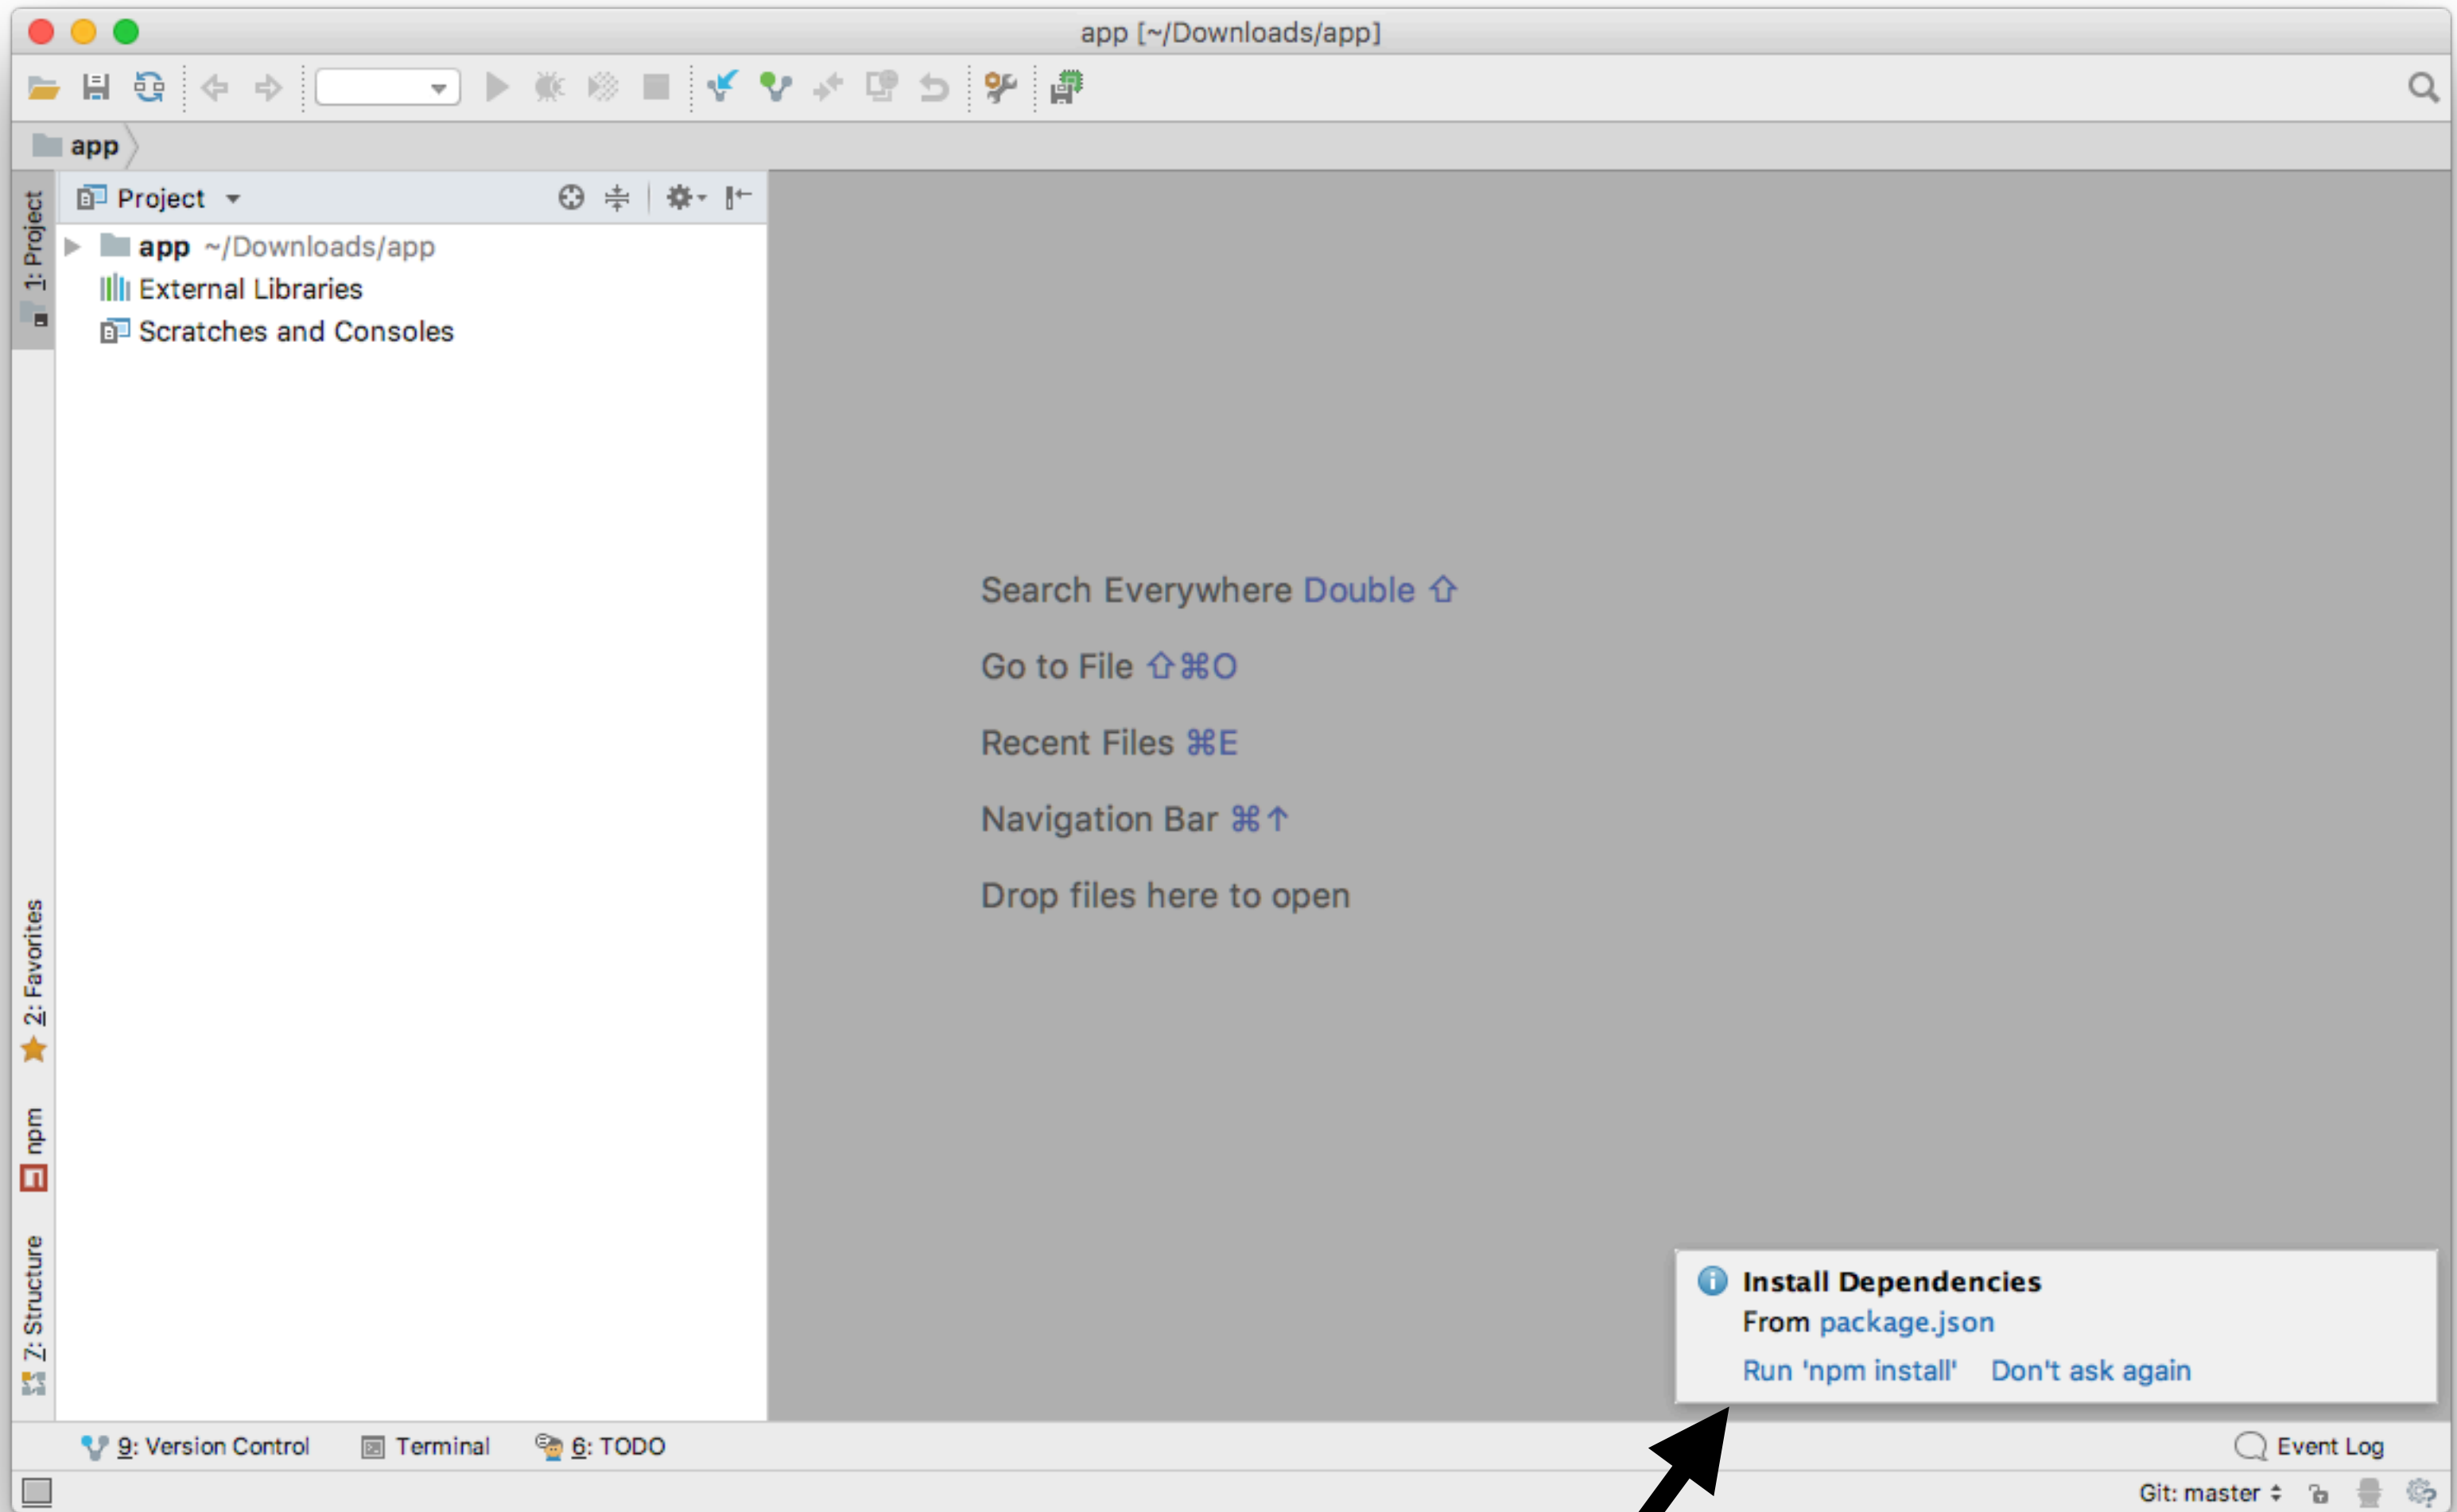 app [~/Downloads/app]
app
Project
1: Project
app ~/Downloads/app
External Libraries
Scratches and Consoles
Search Everywhere Double ⇧
Go to File ⇧⌘O
Recent Files ⌘E
Navigation Bar ⌘↑
Drop files here to open
2: Favorites
npm
7: Structure
Install Dependencies
From package.json
Run 'npm install' Don't ask again
9: Version Control Terminal 6: TODO Event Log
Git: master